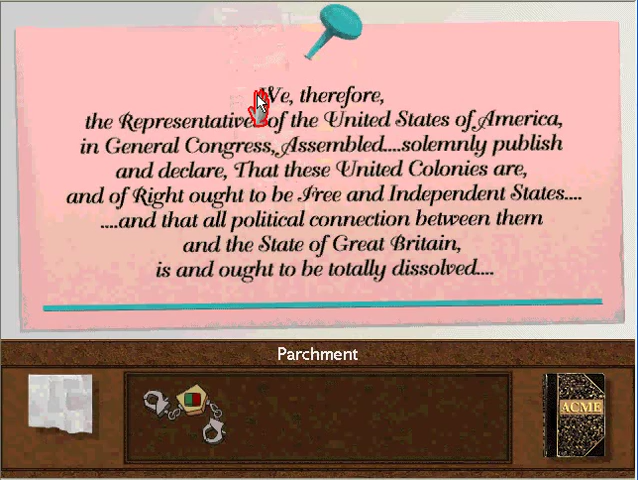 We, therefore,
the Representatives of the United States of America,
in General Congress, Assembled....solemnly publish
and declare, That these United Colonies are,
and of Right ought to be Free and Independent States....
....and that all political connection between them
and the State of Great Britain,
is and ought to be totally dissolved....
Parchment
ACME